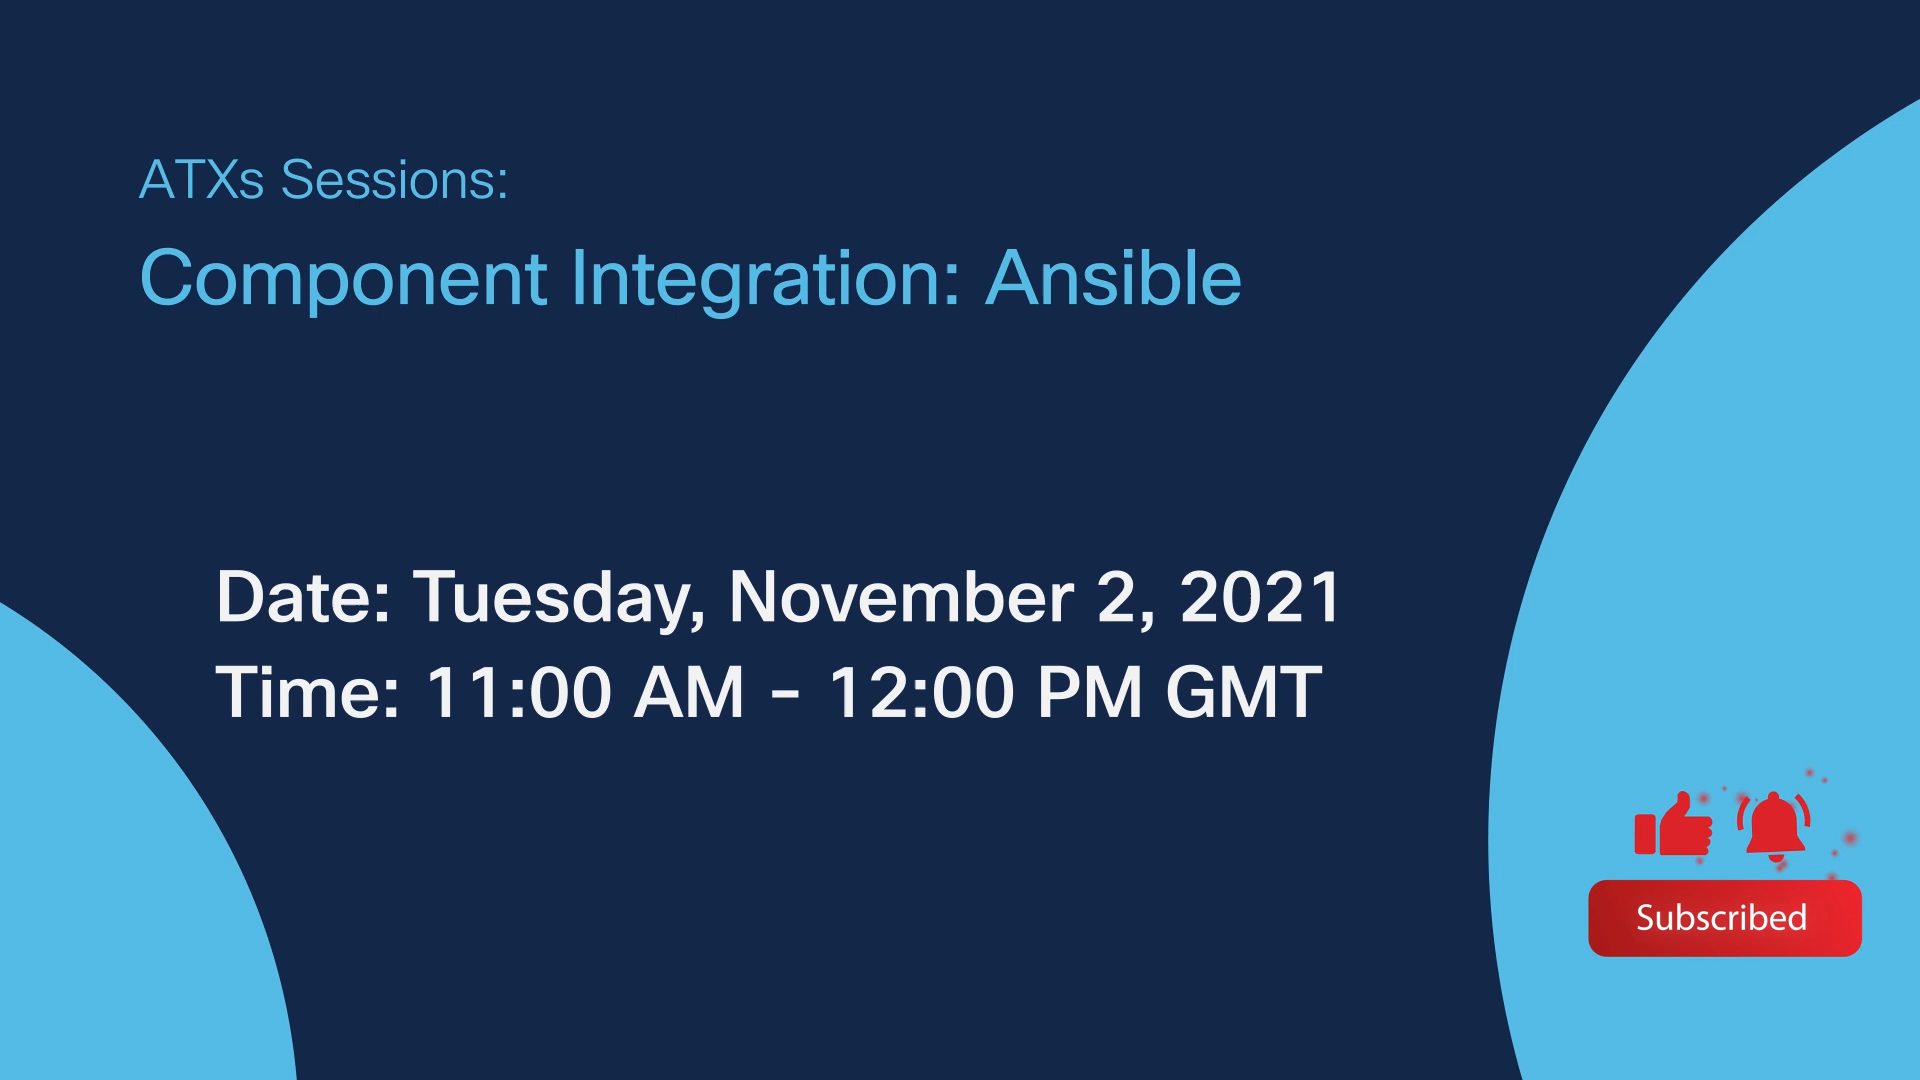 ATXs Sessions:
Component Integration: Ansible
Date: Tuesday, November 2, 2021
Time: 11:00 AM - 12:00 PM GMT
Subscribed